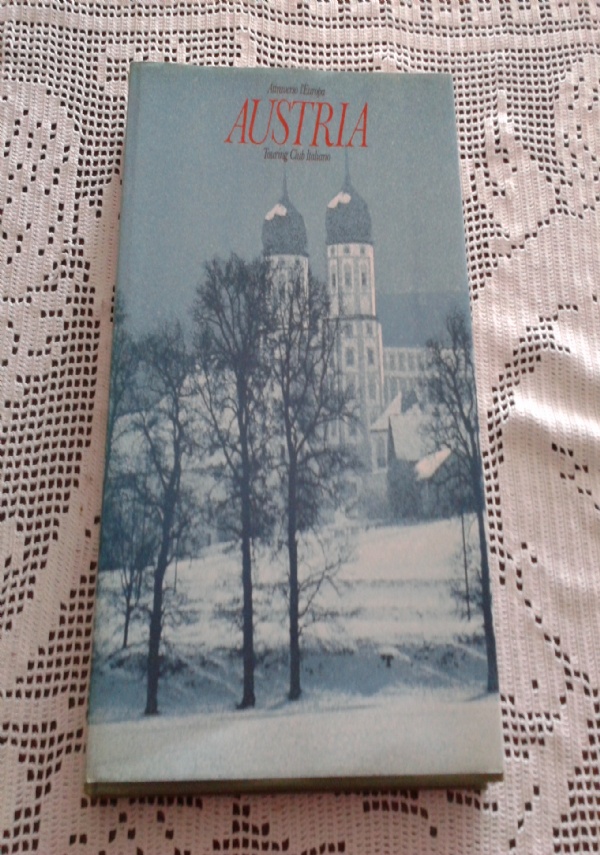 Attraverso l'Europa
AUSTRIA
Touring Club Italiano